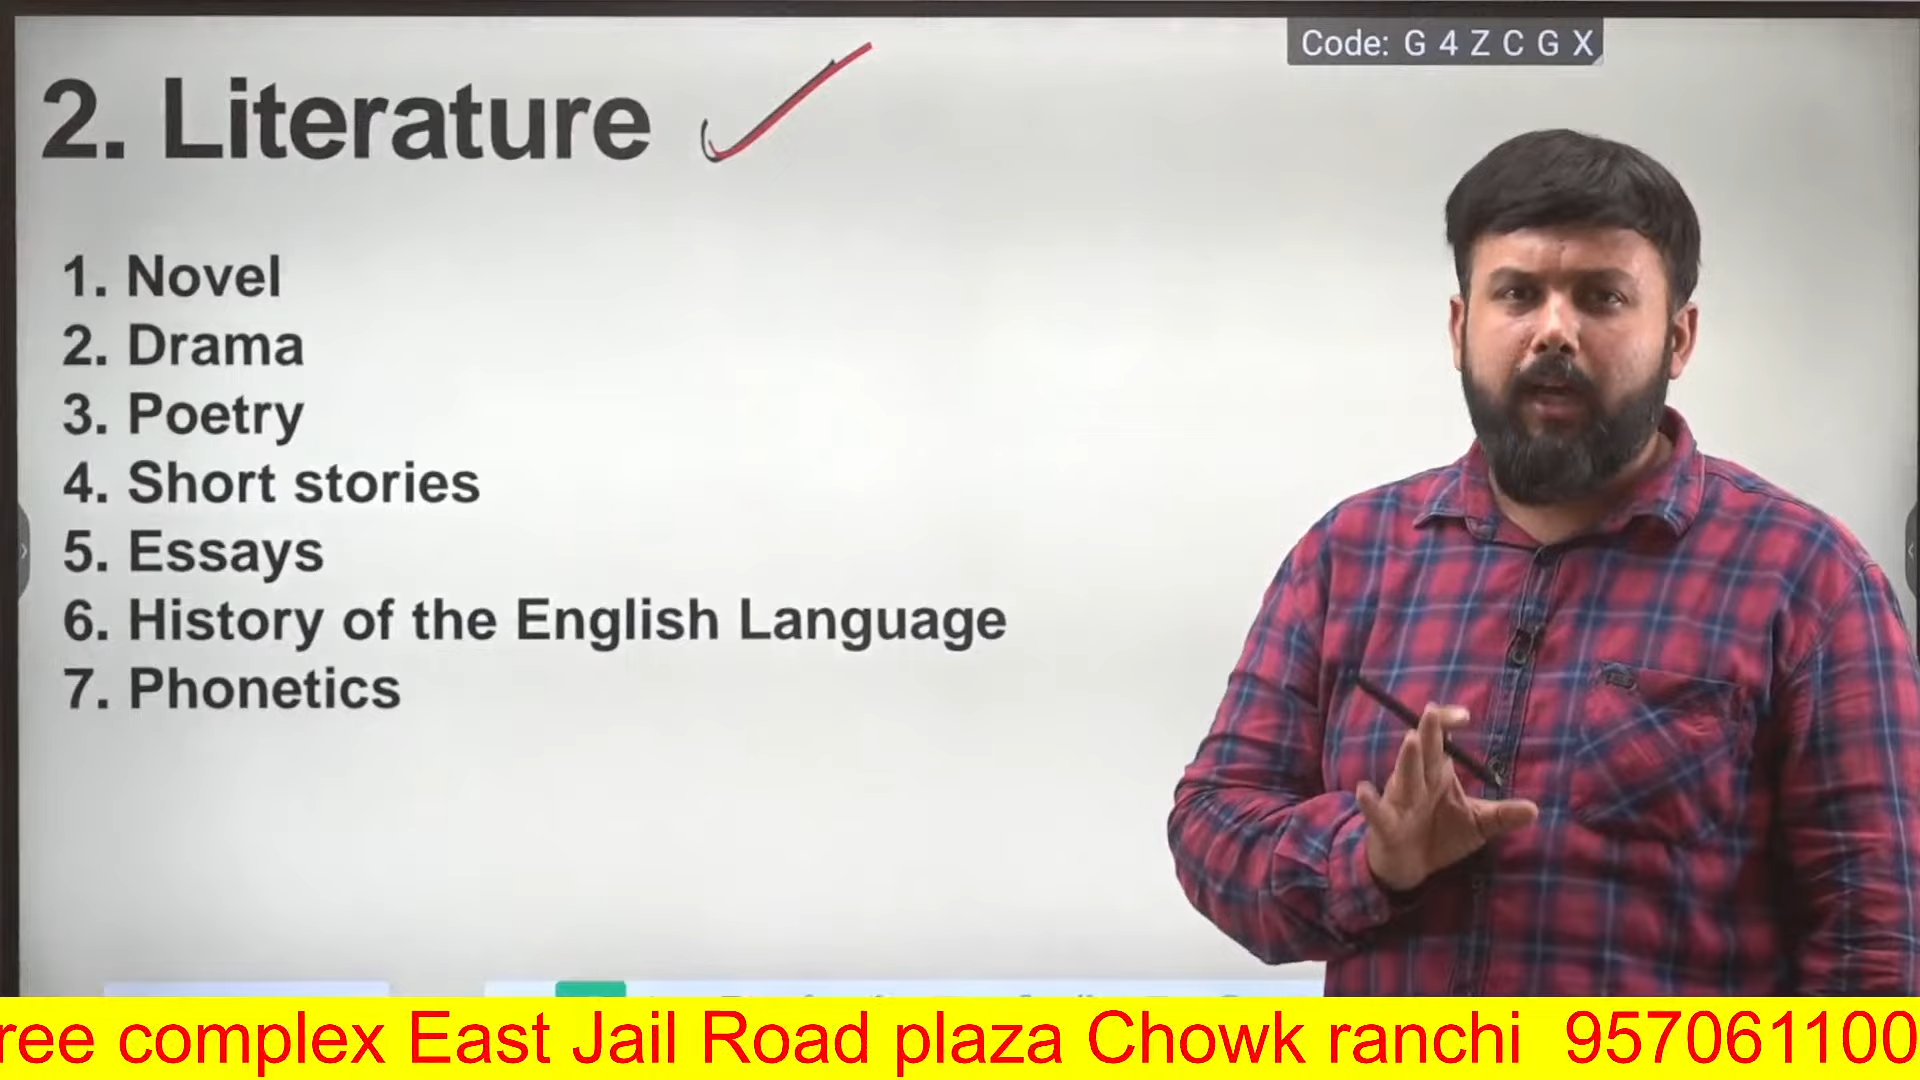 Code: G 4 Z C G X
2. Literature
1. Novel
2. Drama
3. Poetry
4. Short stories
5. Essays
6. History of the English Language
7. Phonetics
ree complex East Jail Road plaza Chowk ranchi 957061100